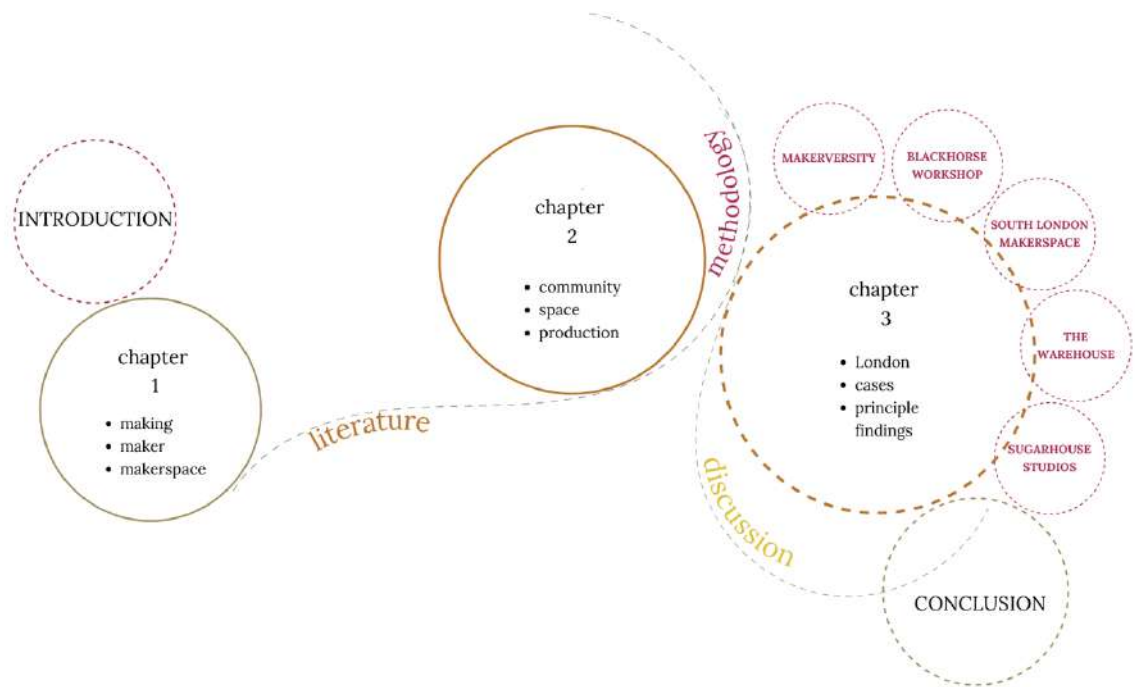 INTRODUCTION
chapter
1
• making
• maker
• makerspace
literature
chapter
2
• community
• space
• production
methodology
chapter
3
• London
• cases
• principle
findings
MAKERVERSITY
BLACKHORSE
WORKSHOP
SOUTH LONDON
MAKERSPACE
THE
WAREHOUSE
SUGARHOUSE
STUDIOS
discussion
CONCLUSION